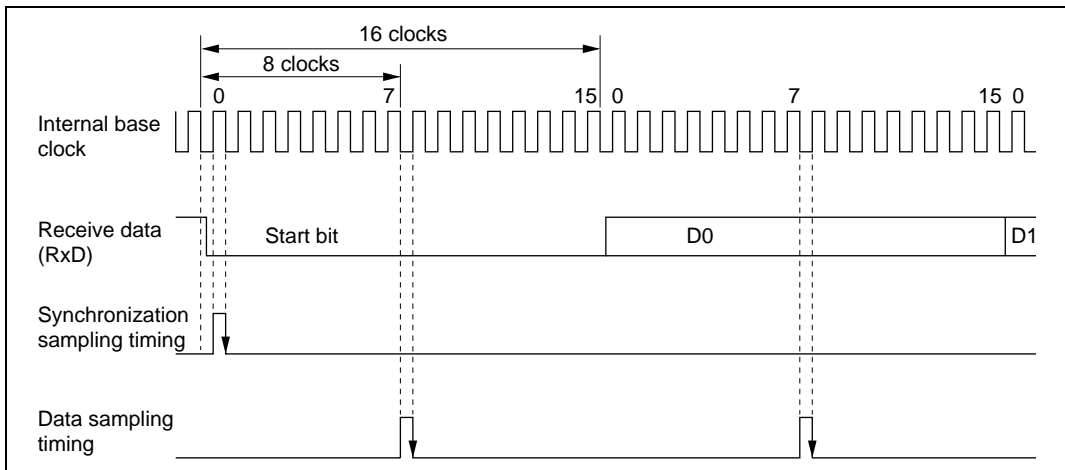 16 clocks
8 clocks
0 7 15 0 7 15 0
Internal base
clock
Receive data
(RxD)
Start bit D0 D1
Synchronization
sampling timing
Data sampling
timing